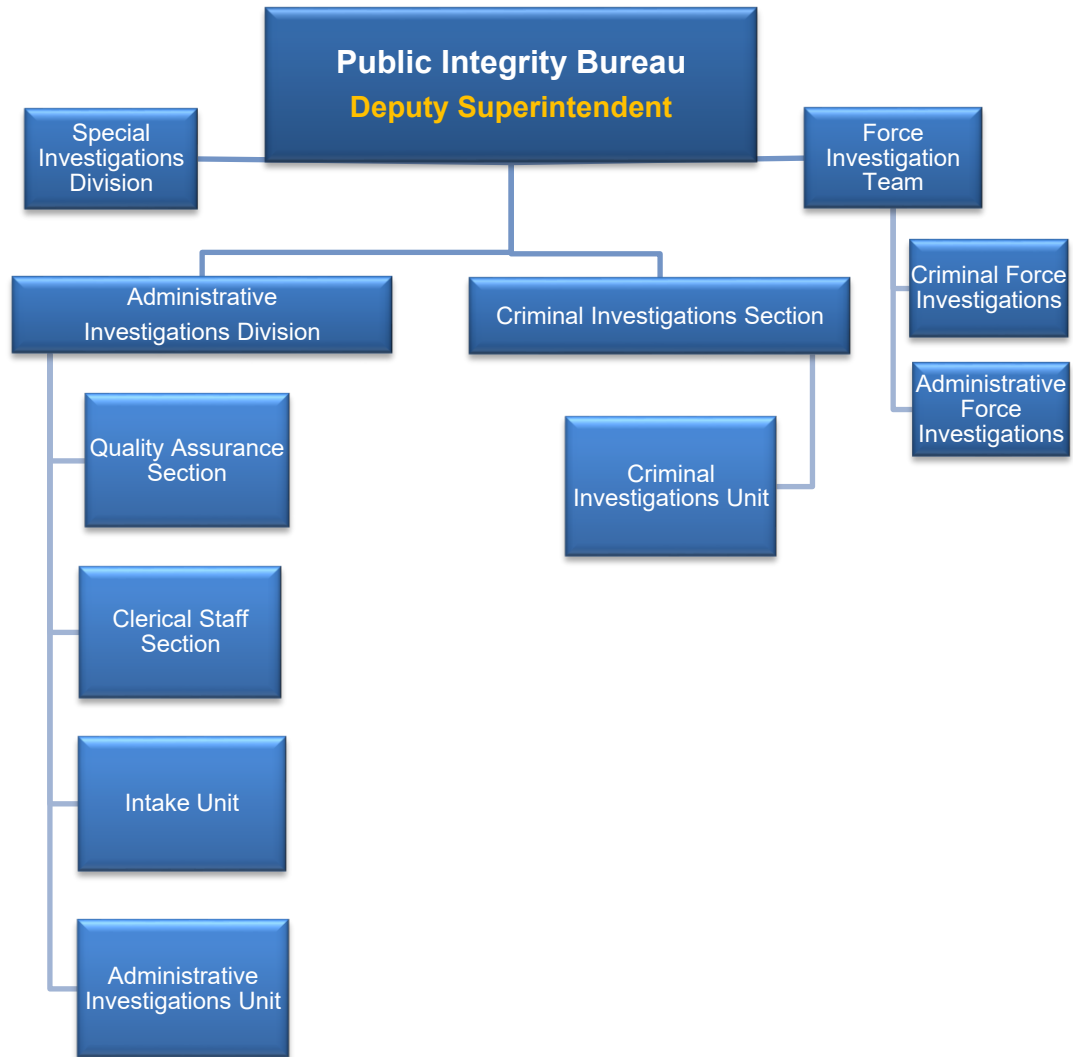 Public Integrity Bureau
Deputy Superintendent
Special
Investigations
Division
Force
Investigation
Team
Criminal Force
Investigations
Administrative
Force
Investigations
Administrative
Investigations Division
Criminal Investigations Section
Quality Assurance
Section
Criminal
Investigations Unit
Clerical Staff
Section
Intake Unit
Administrative
Investigations Unit